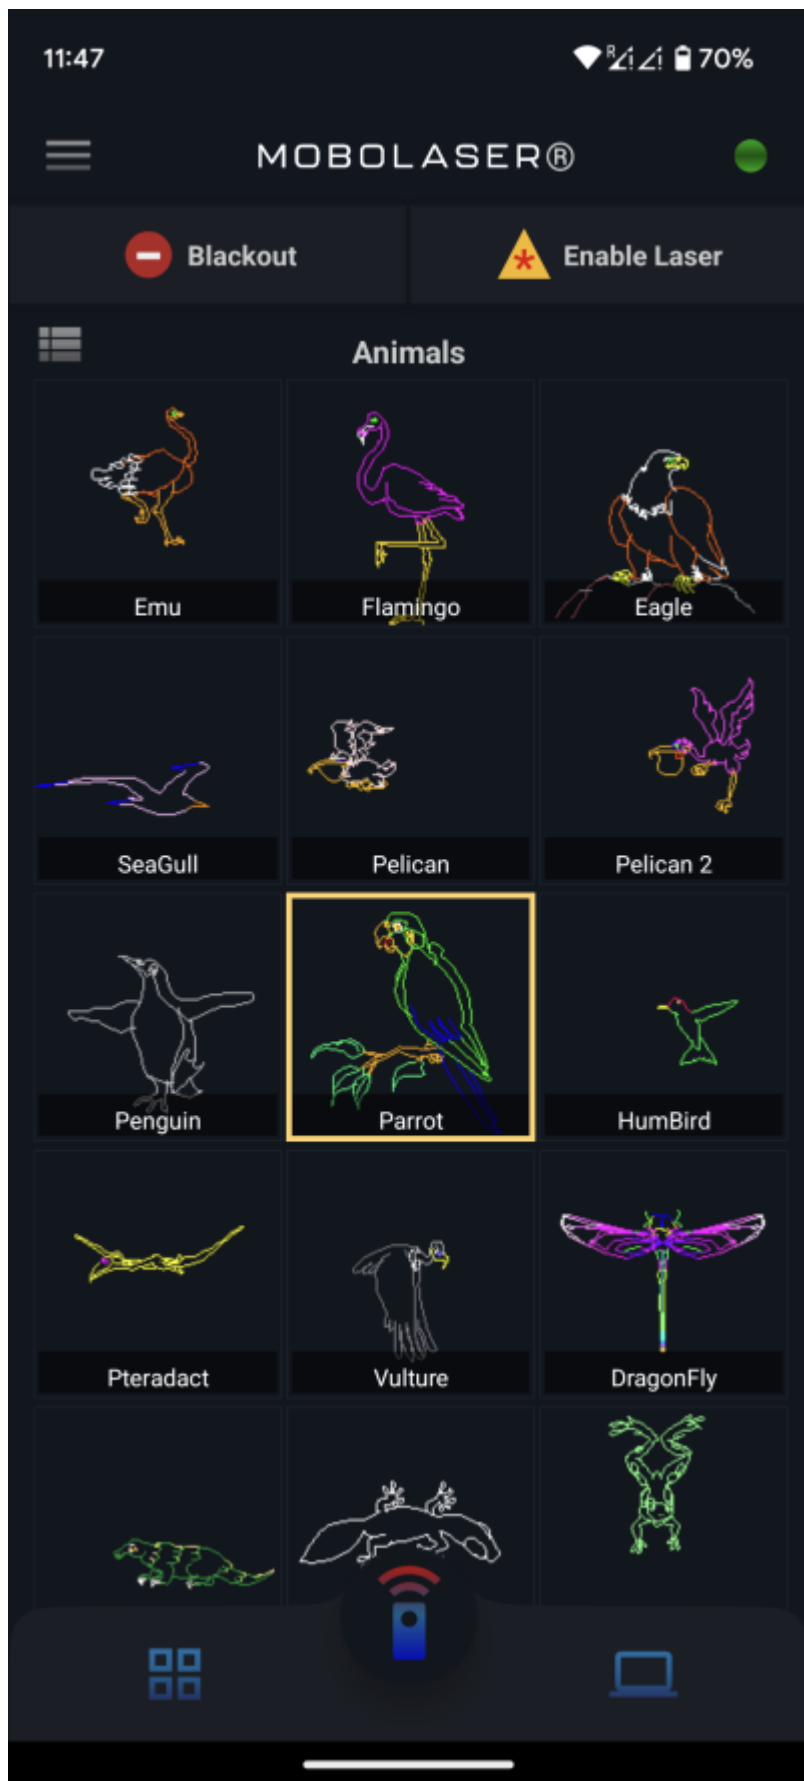 11:47 R 70%
MOBOLASER®
Blackout Enable Laser
Animals
Emu Flamingo Eagle
SeaGull Pelican Pelican 2
Penguin Parrot HumBird
Pteradact Vulture DragonFly